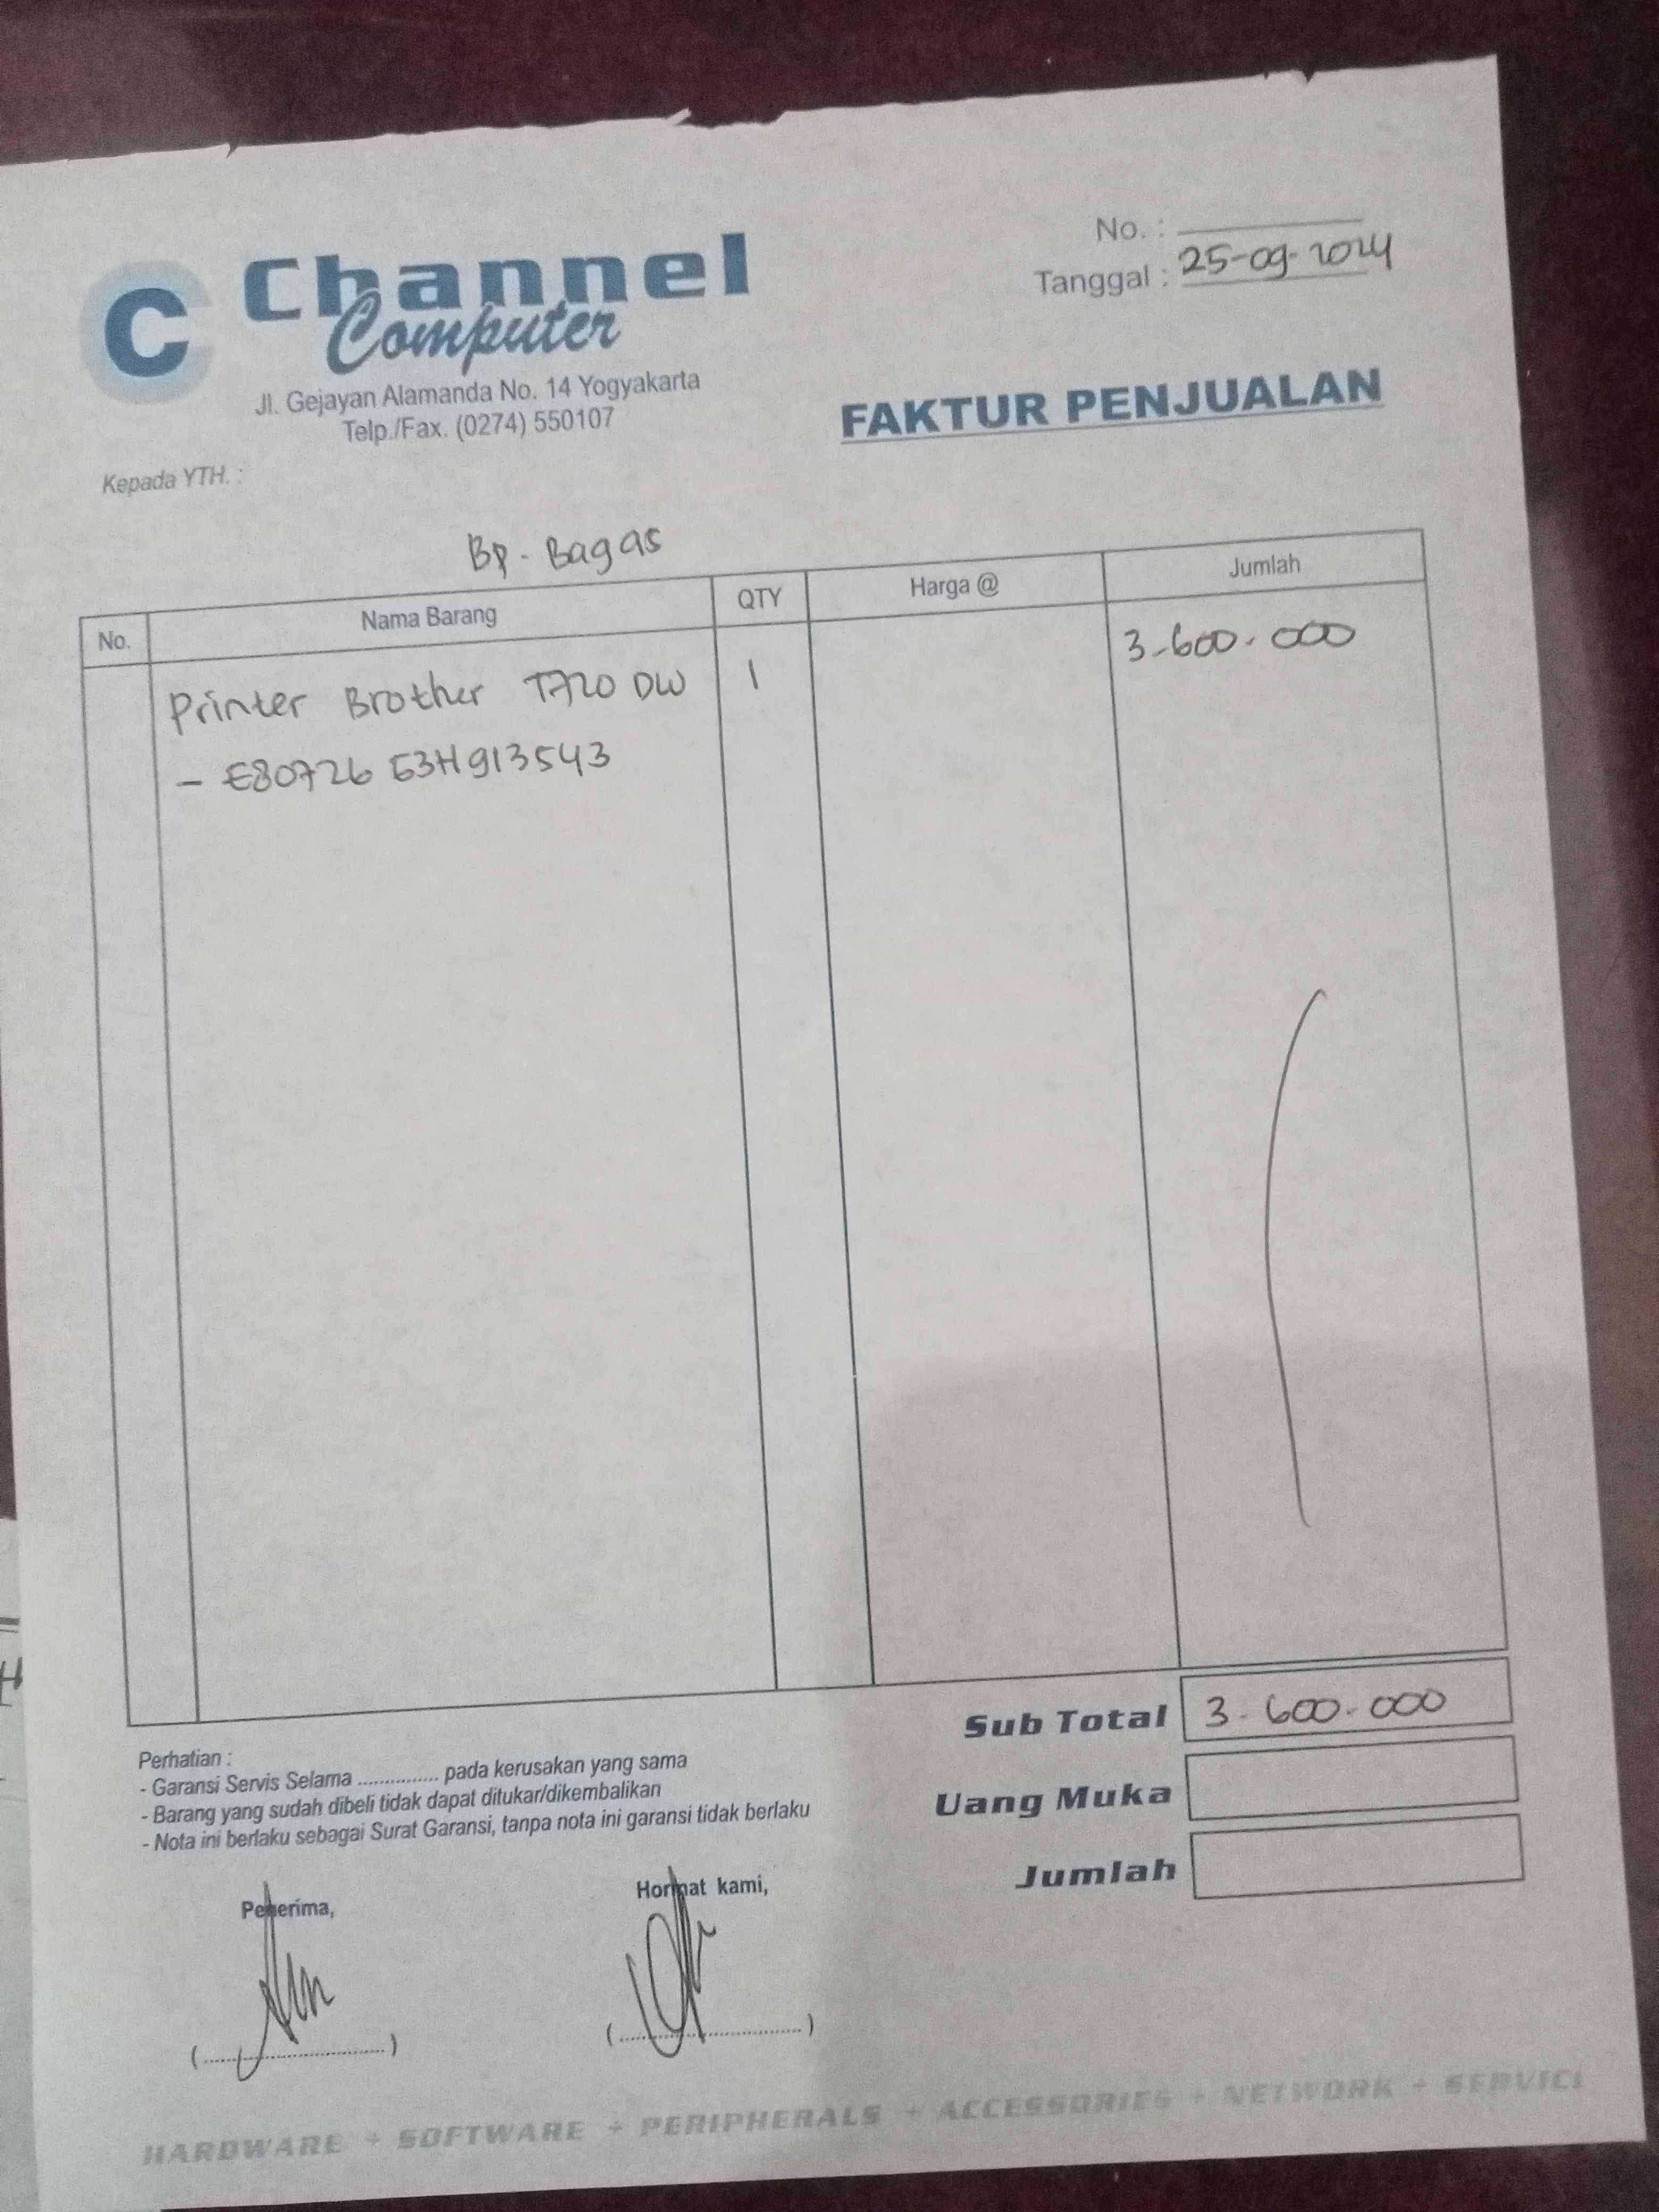 C Channel
Computer
Jl. Gejayan Alamanda No. 14 Yogyakarta
Telp./Fax. (0274) 550107
No. :
Tanggal : 25-09-2024
FAKTUR PENJUALAN
Kepada YTH. :
Bp. Bagas
No. Nama Barang QTY Harga @ Jumlah
Printer Brother T720 DW 1 3.600.000
- E80726 E3H913543
Sub Total 3.600.000
Uang Muka
Jumlah
Perhatian :
- Garansi Servis Selama ............... pada kerusakan yang sama
- Barang yang sudah dibeli tidak dapat ditukar/dikembalikan
- Nota ini berlaku sebagai Surat Garansi, tanpa nota ini garansi tidak berlaku
Penerima, Hormat kami,
(..............................) (..............................)
HARDWARE + SOFTWARE + PERIPHERALS + ACCESSORIES + NETWORK + SERVICE